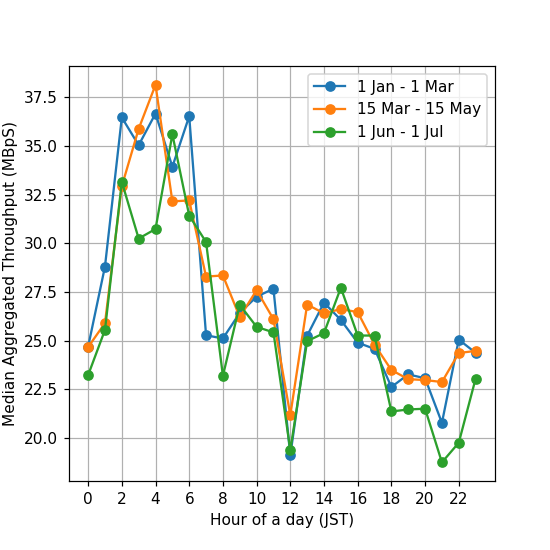 1 Jan - 1 Mar
15 Mar - 15 May
1 Jun - 1 Jul
Median Aggregated Throughput (MBpS)
37.5
35.0
32.5
30.0
27.5
25.0
22.5
20.0
0 2 4 6 8 10 12 14 16 18 20 22
Hour of a day (JST)